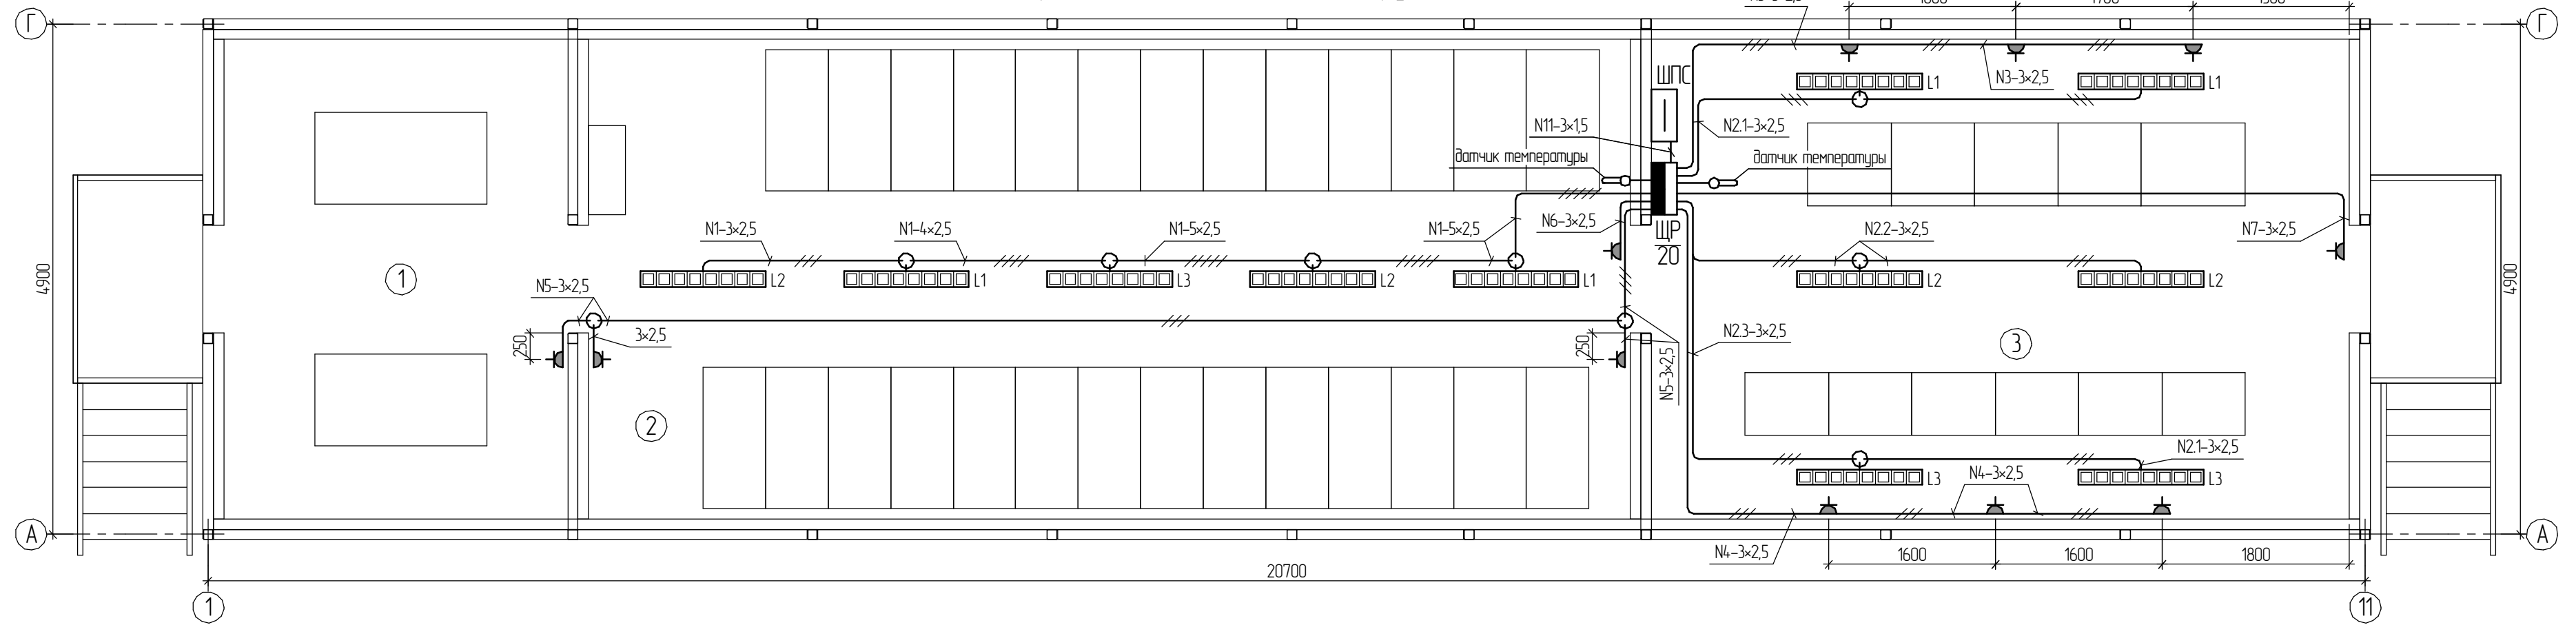 Г
Г
ШПС
L1
N3-3×2,5
L1
N11-3×1,5
N2.1-3×2,5
датчик температуры
датчик температуры
N1-3×2,5
N1-4×2,5
N1-5×2,5
N1-5×2,5
N6-3×2,5
ЩР
20
N2.2-3×2,5
N7-3×2,5
4900
1
L2
L1
L3
L2
L1
L2
L2
4900
N5-3×2,5
250
3×2,5
250
N5-3×2,5
N2.3-3×2,5
3
2
N2.1-3×2,5
L3
N4-3×2,5
L3
А
А
N4-3×2,5
1600
1600
1800
20700
1
11